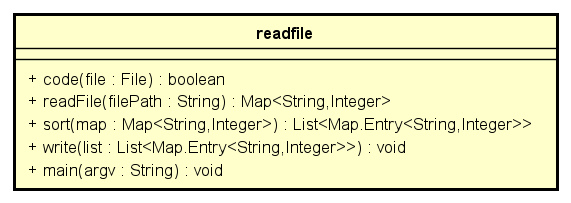 readfile
+ code(file : File) : boolean
+ readFile(filePath : String) : Map<String,Integer>
+ sort(map : Map<String,Integer>) : List<Map.Entry<String,Integer>>
+ write(list : List<Map.Entry<String,Integer>>) : void
+ main(argv : String) : void